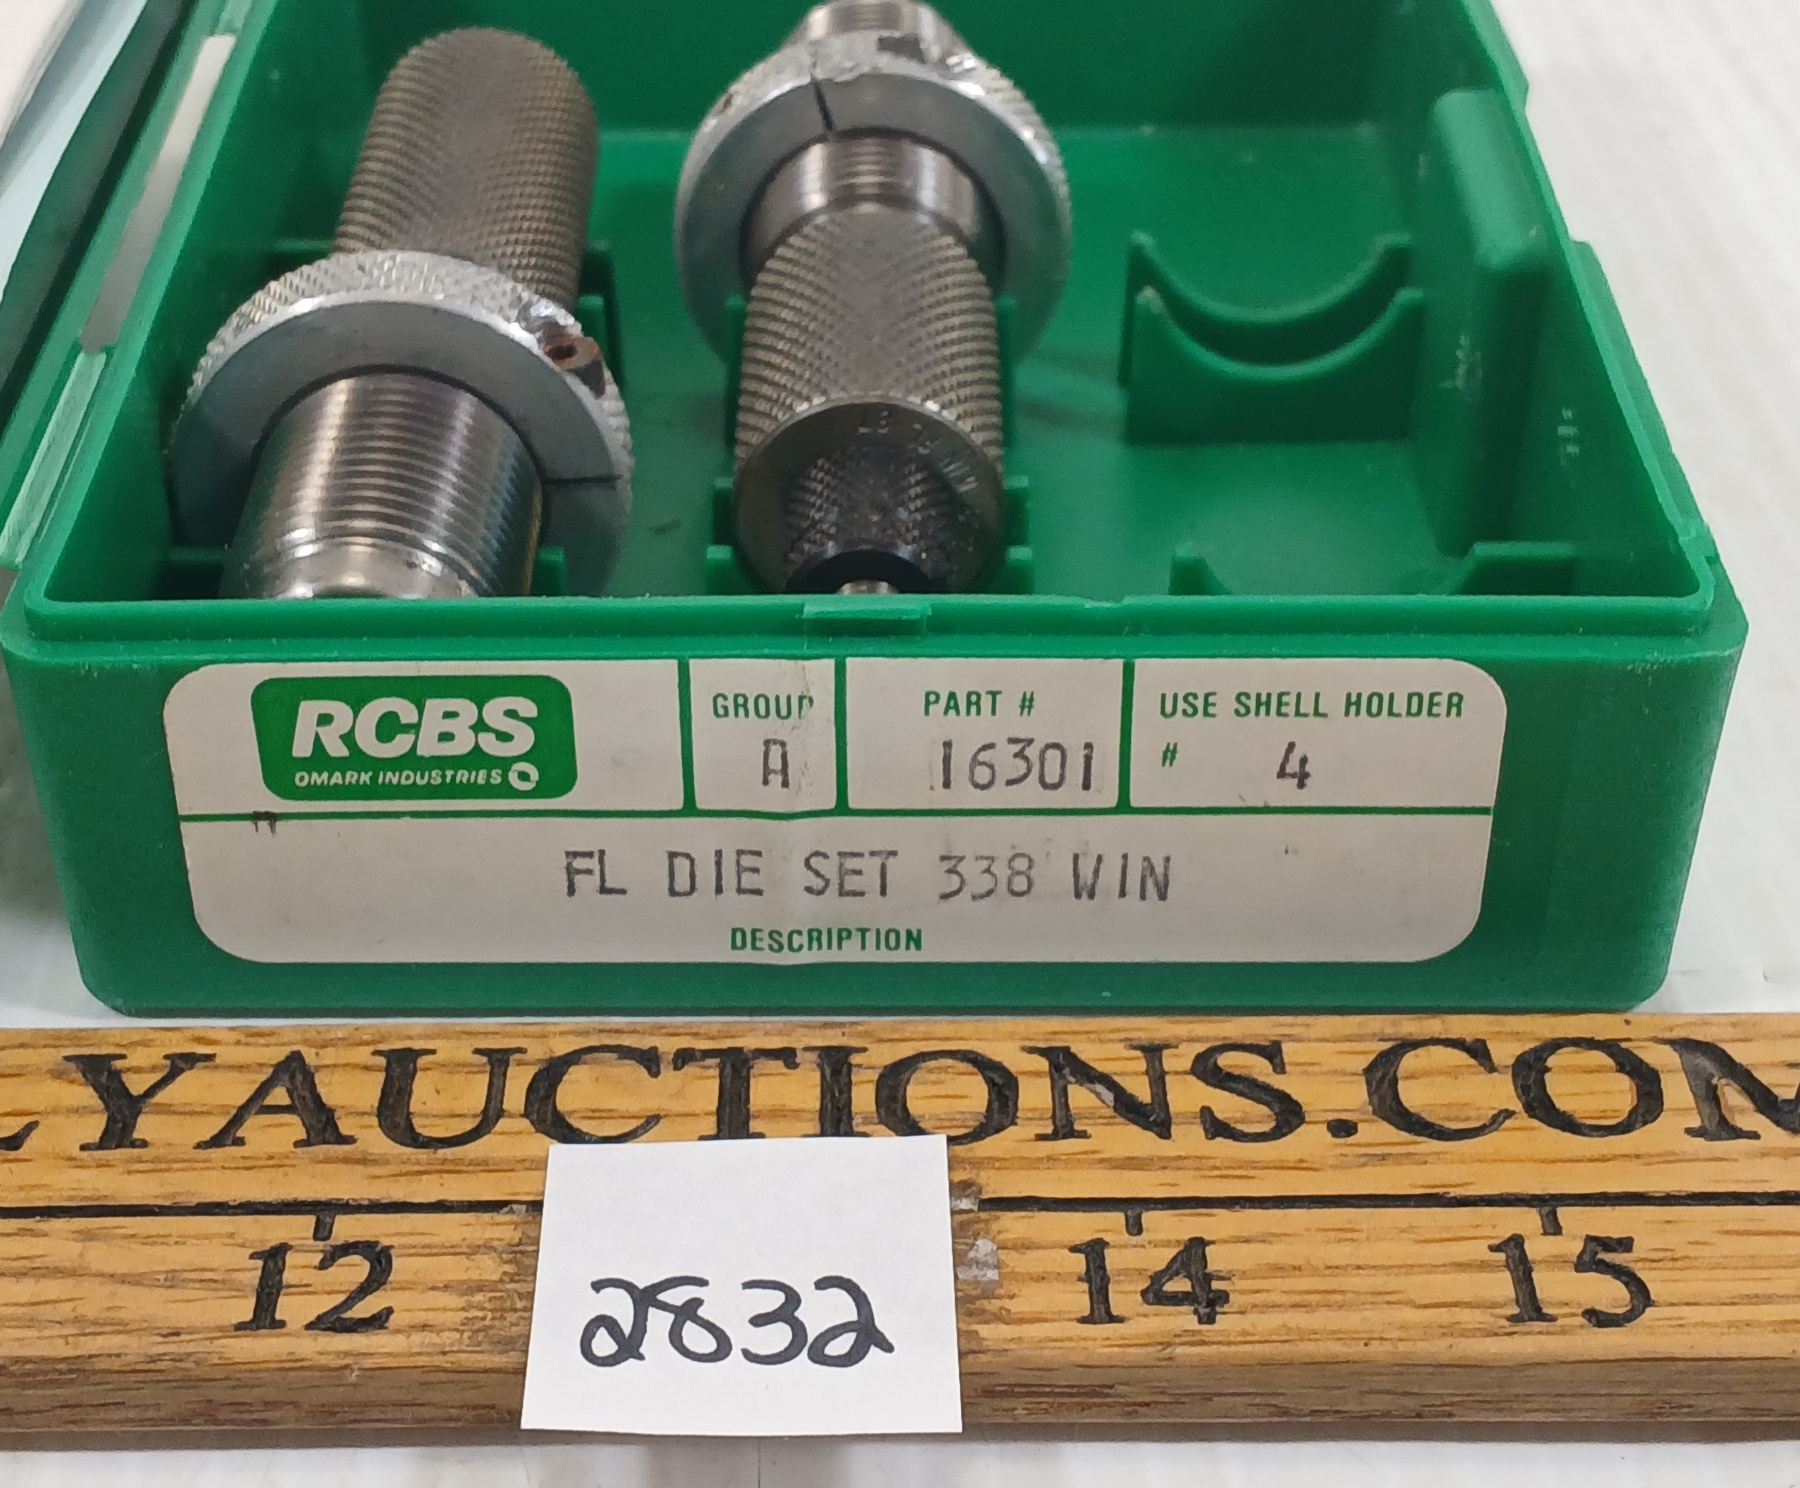 RCBS
OMARK INDUSTRIES
GROUP
A
PART #
16301
USE SHELL HOLDER
# 4
FL DIE SET 338 WIN
DESCRIPTION
YAUCTIONS.COM
12
14
15
2832